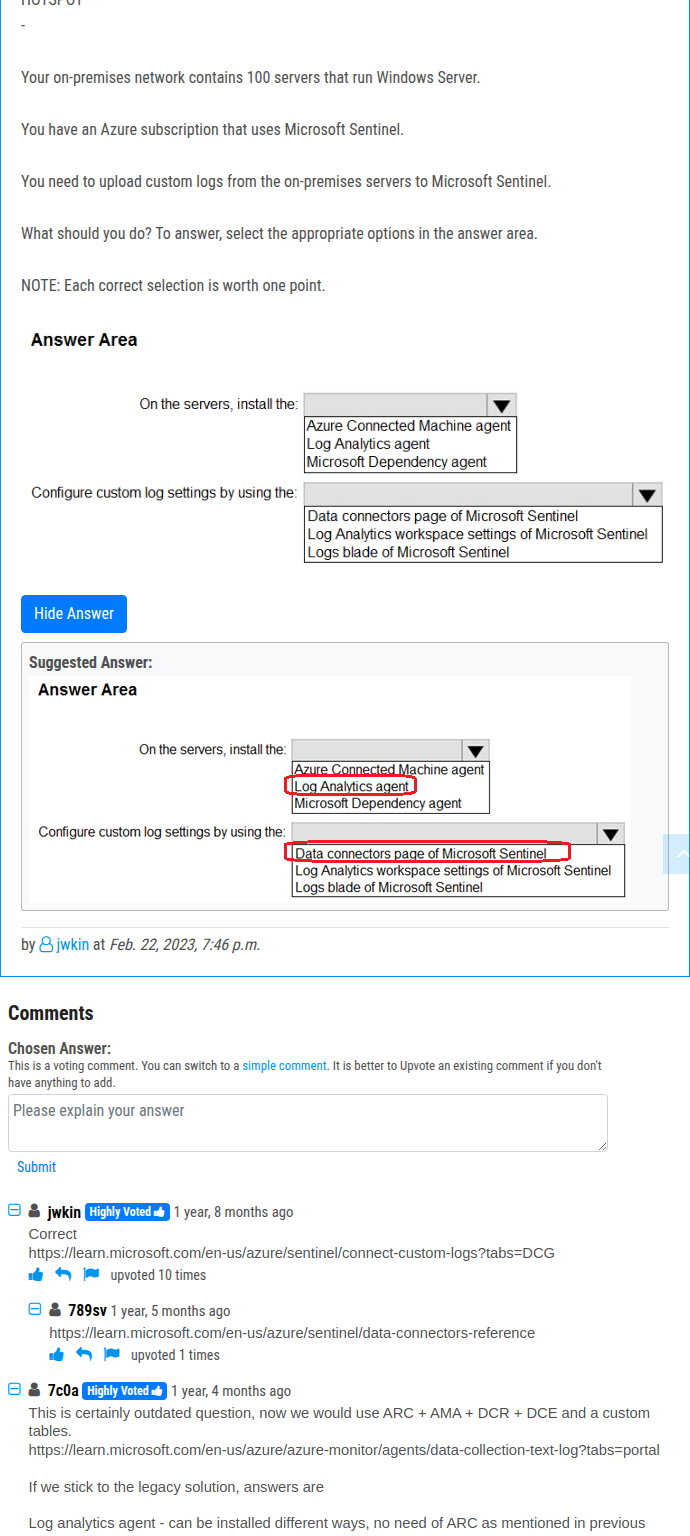 HOTSPOT
-
Your on-premises network contains 100 servers that run Windows Server.
You have an Azure subscription that uses Microsoft Sentinel.
You need to upload custom logs from the on-premises servers to Microsoft Sentinel.
What should you do? To answer, select the appropriate options in the answer area.
NOTE: Each correct selection is worth one point.
Answer Area
On the servers, install the:
Azure Connected Machine agent
Log Analytics agent
Microsoft Dependency agent
Configure custom log settings by using the:
Data connectors page of Microsoft Sentinel
Log Analytics workspace settings of Microsoft Sentinel
Logs blade of Microsoft Sentinel
Hide Answer
Suggested Answer:
Answer Area
On the servers, install the:
Azure Connected Machine agent
Log Analytics agent
Microsoft Dependency agent
Configure custom log settings by using the:
Data connectors page of Microsoft Sentinel
Log Analytics workspace settings of Microsoft Sentinel
Logs blade of Microsoft Sentinel
by jwkin at Feb. 22, 2023, 7:46 p.m.
Comments
Chosen Answer:
This is a voting comment. You can switch to a simple comment. It is better to Upvote an existing comment if you don't
have anything to add.
Please explain your answer
Submit
jwkin Highly Voted 1 year, 8 months ago
Correct
https://learn.microsoft.com/en-us/azure/sentinel/connect-custom-logs?tabs=DCG
upvoted 10 times
789sv 1 year, 5 months ago
https://learn.microsoft.com/en-us/azure/sentinel/data-connectors-reference
upvoted 1 times
7c0a Highly Voted 1 year, 4 months ago
This is certainly outdated question, now we would use ARC + AMA + DCR + DCE and a custom
tables.
https://learn.microsoft.com/en-us/azure/azure-monitor/agents/data-collection-text-log?tabs=portal
If we stick to the legacy solution, answers are
Log analytics agent - can be installed different ways, no need of ARC as mentioned in previous